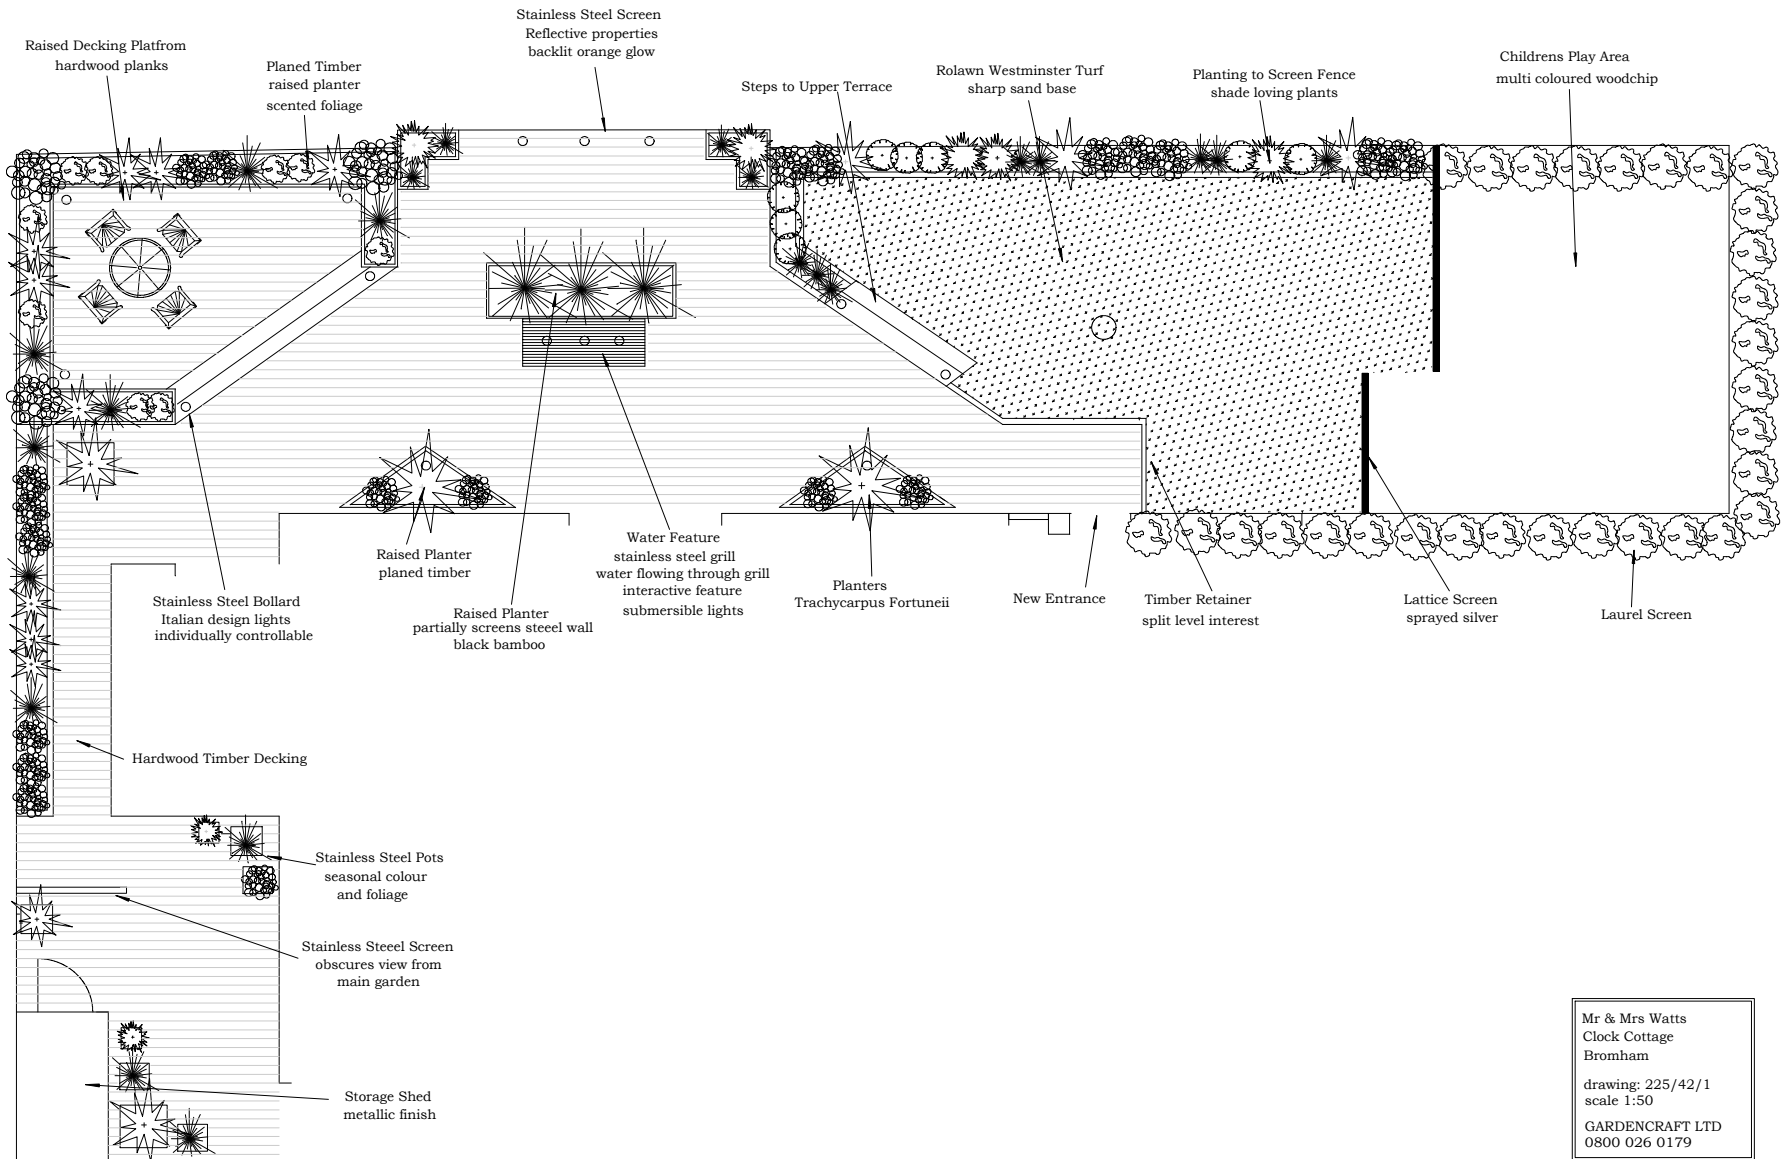 Stainless Steel Screen
Reflective properties
backlit orange glow
Raised Decking Platfrom
hardwood planks
Planed Timber
raised planter
scented foliage
Steps to Upper Terrace
Rolawn Westminster Turf
sharp sand base
Planting to Screen Fence
shade loving plants
Childrens Play Area
multi coloured woodchip
Stainless Steel Bollard
Italian design lights
individually controllable
Raised Planter
planed timber
Raised Planter
partially screens steeel wall
black bamboo
Water Feature
stainless steel grill
water flowing through grill
interactive feature
submersible lights
Planters
Trachycarpus Fortuneii
New Entrance
Timber Retainer
split level interest
Lattice Screen
sprayed silver
Laurel Screen
Hardwood Timber Decking
Stainless Steel Pots
seasonal colour
and foliage
Stainless Steeel Screen
obscures view from
main garden
Storage Shed
metallic finish
Mr & Mrs Watts
Clock Cottage
Bromham
drawing: 225/42/1
scale 1:50
GARDENCRAFT LTD
0800 026 0179